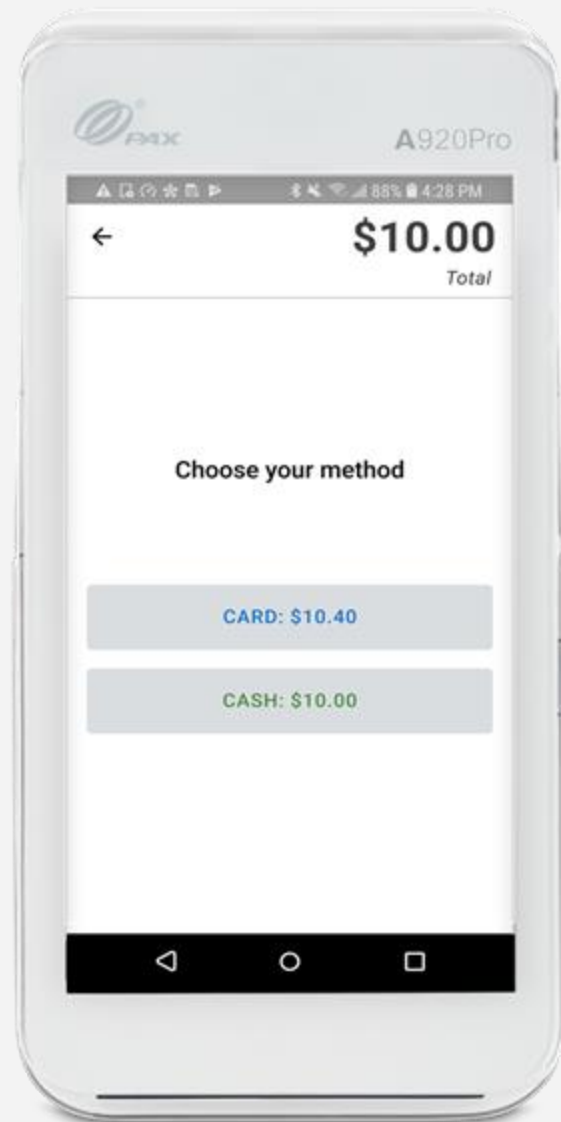 PAX
A920Pro
88% 4:28 PM
$10.00
Total
Choose your method
CARD: $10.40
CASH: $10.00